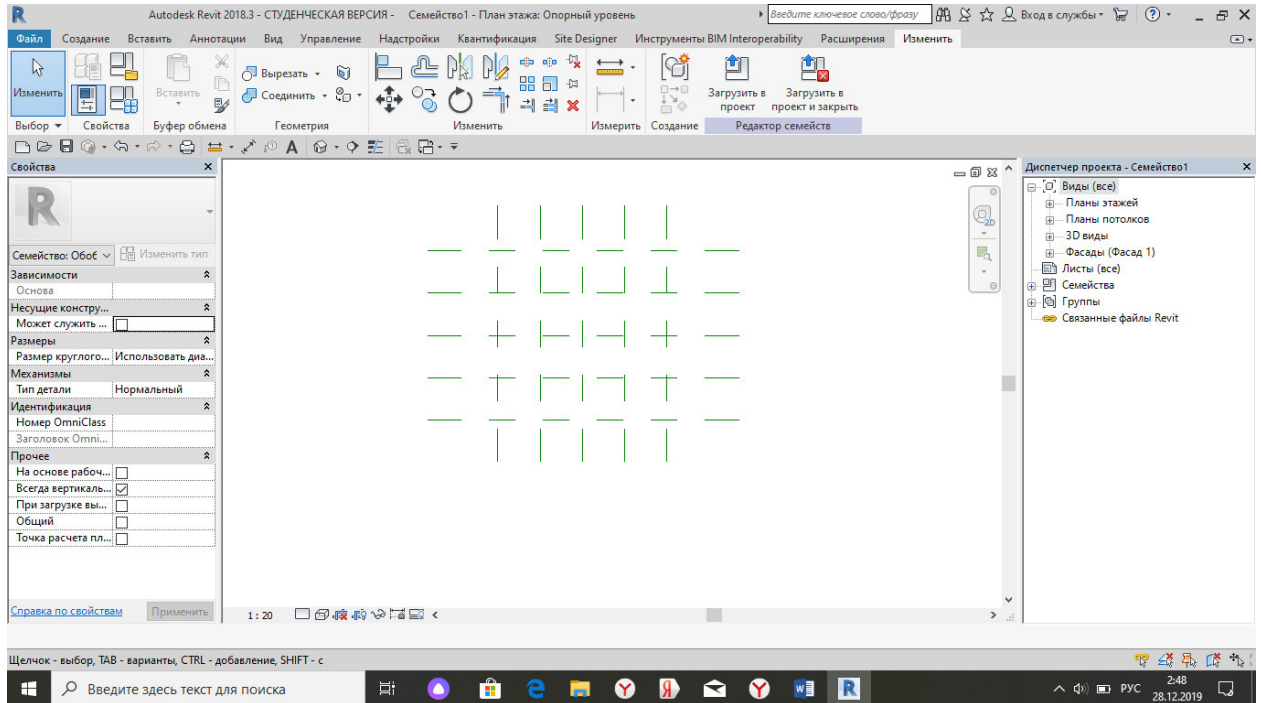 Autodesk Revit 2018.3 - СТУДЕНЧЕСКАЯ ВЕРСИЯ - Семейство1 - План этажа: Опорный уровень
Введите ключевое слово/фразу
Вход в службы
Файл Создание Вставить Аннотации Вид Управление Надстройки Квантификация Site Designer Инструменты BIM Interoperability Расширения Изменить
Изменить
Вставить
Вырезать
Соединить
Загрузить в проект
Загрузить в проект и закрыть
Выбор Свойства Буфер обмена Геометрия Изменить Измерить Создание Редактор семейств
Свойства
Семейство: Обоб
Изменить тип
Зависимости
Основа
Несущие констру...
Может служить ...
Размеры
Размер круглого... Использовать диа...
Механизмы
Тип детали Нормальный
Идентификация
Номер OmniClass
Заголовок Omni...
Прочее
На основе рабоч...
Всегда вертикаль...
При загрузке вы...
Общий
Точка расчета пл...
Справка по свойствам
Применить
2D
1 : 20
Диспетчер проекта - Семейство1
Виды (все)
Планы этажей
Планы потолков
3D виды
Фасады (Фасад 1)
Листы (все)
Семейства
Группы
Связанные файлы Revit
Щелчок - выбор, TAB - варианты, CTRL - добавление, SHIFT - с
Введите здесь текст для поиска
РУС
2:48
28.12.2019